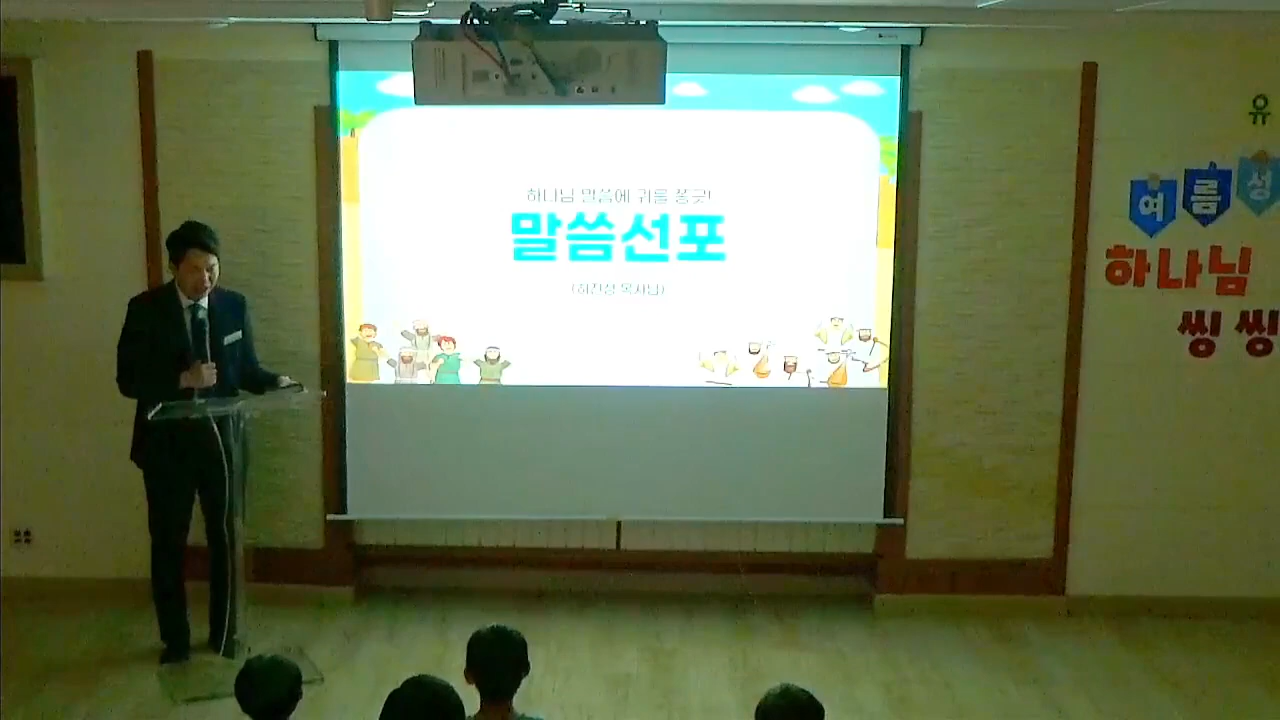 하나님 말씀에 귀를 쫑긋!
말씀선포
유
여름성
하나님
씽씽